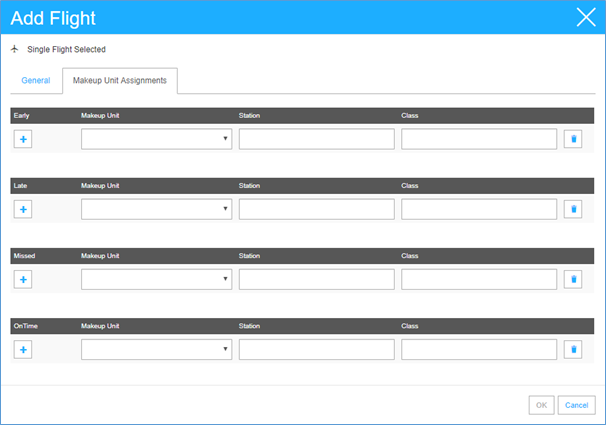 Add Flight
Single Flight Selected
General Makeup Unit Assignments
Early Makeup Unit Station Class
Late Makeup Unit Station Class
Missed Makeup Unit Station Class
OnTime Makeup Unit Station Class
OK Cancel